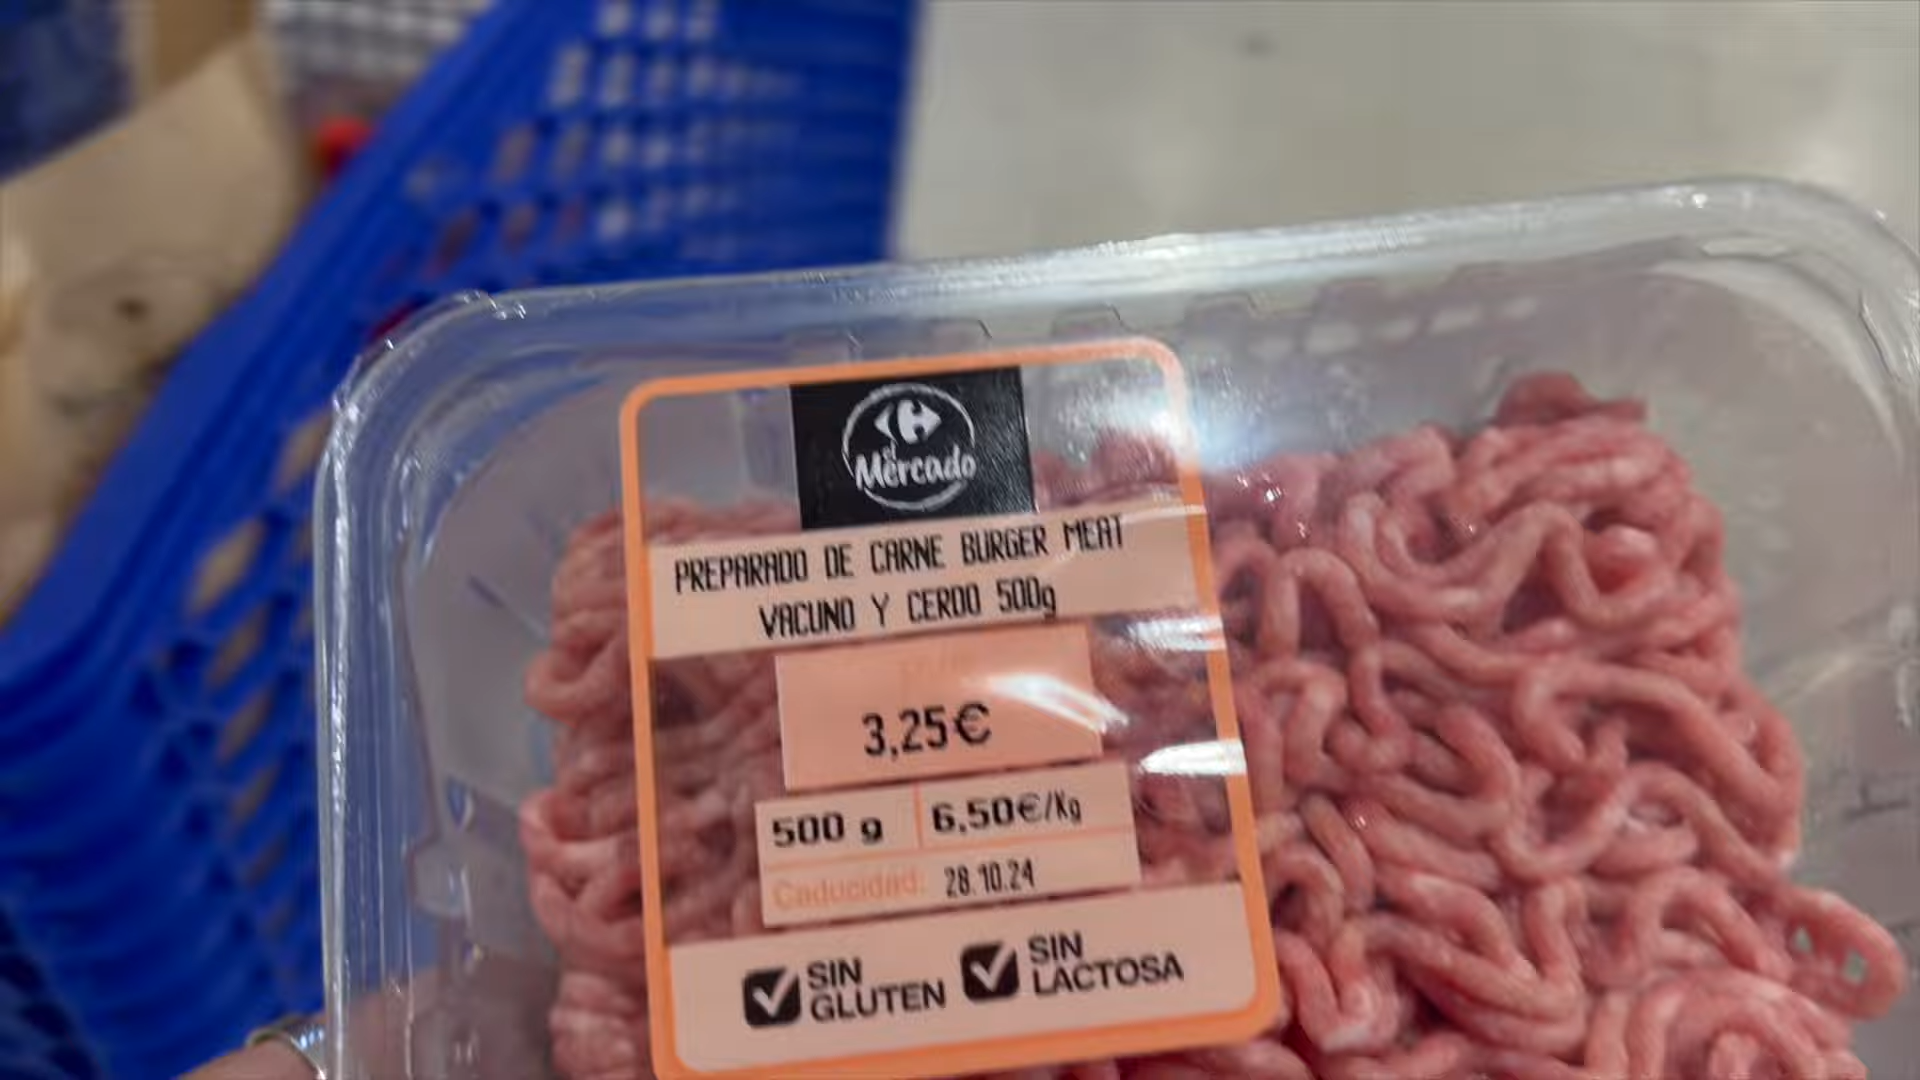 el
Mercado
PREPARADO DE CARNE BURGER MEAT
VACUNO Y CERDO 500g
3,25€
500 g 6,50€/Kg
Caducidad: 28.10.24
SIN
GLUTEN
SIN
LACTOSA